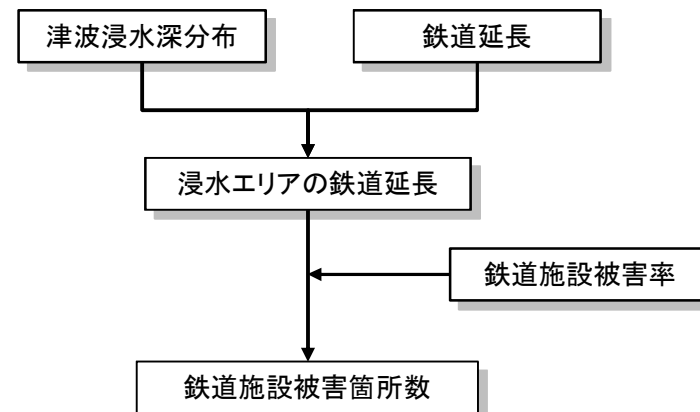 津波浸水深分布
鉄道延長
浸水エリアの鉄道延長
鉄道施設被害率
鉄道施設被害箇所数